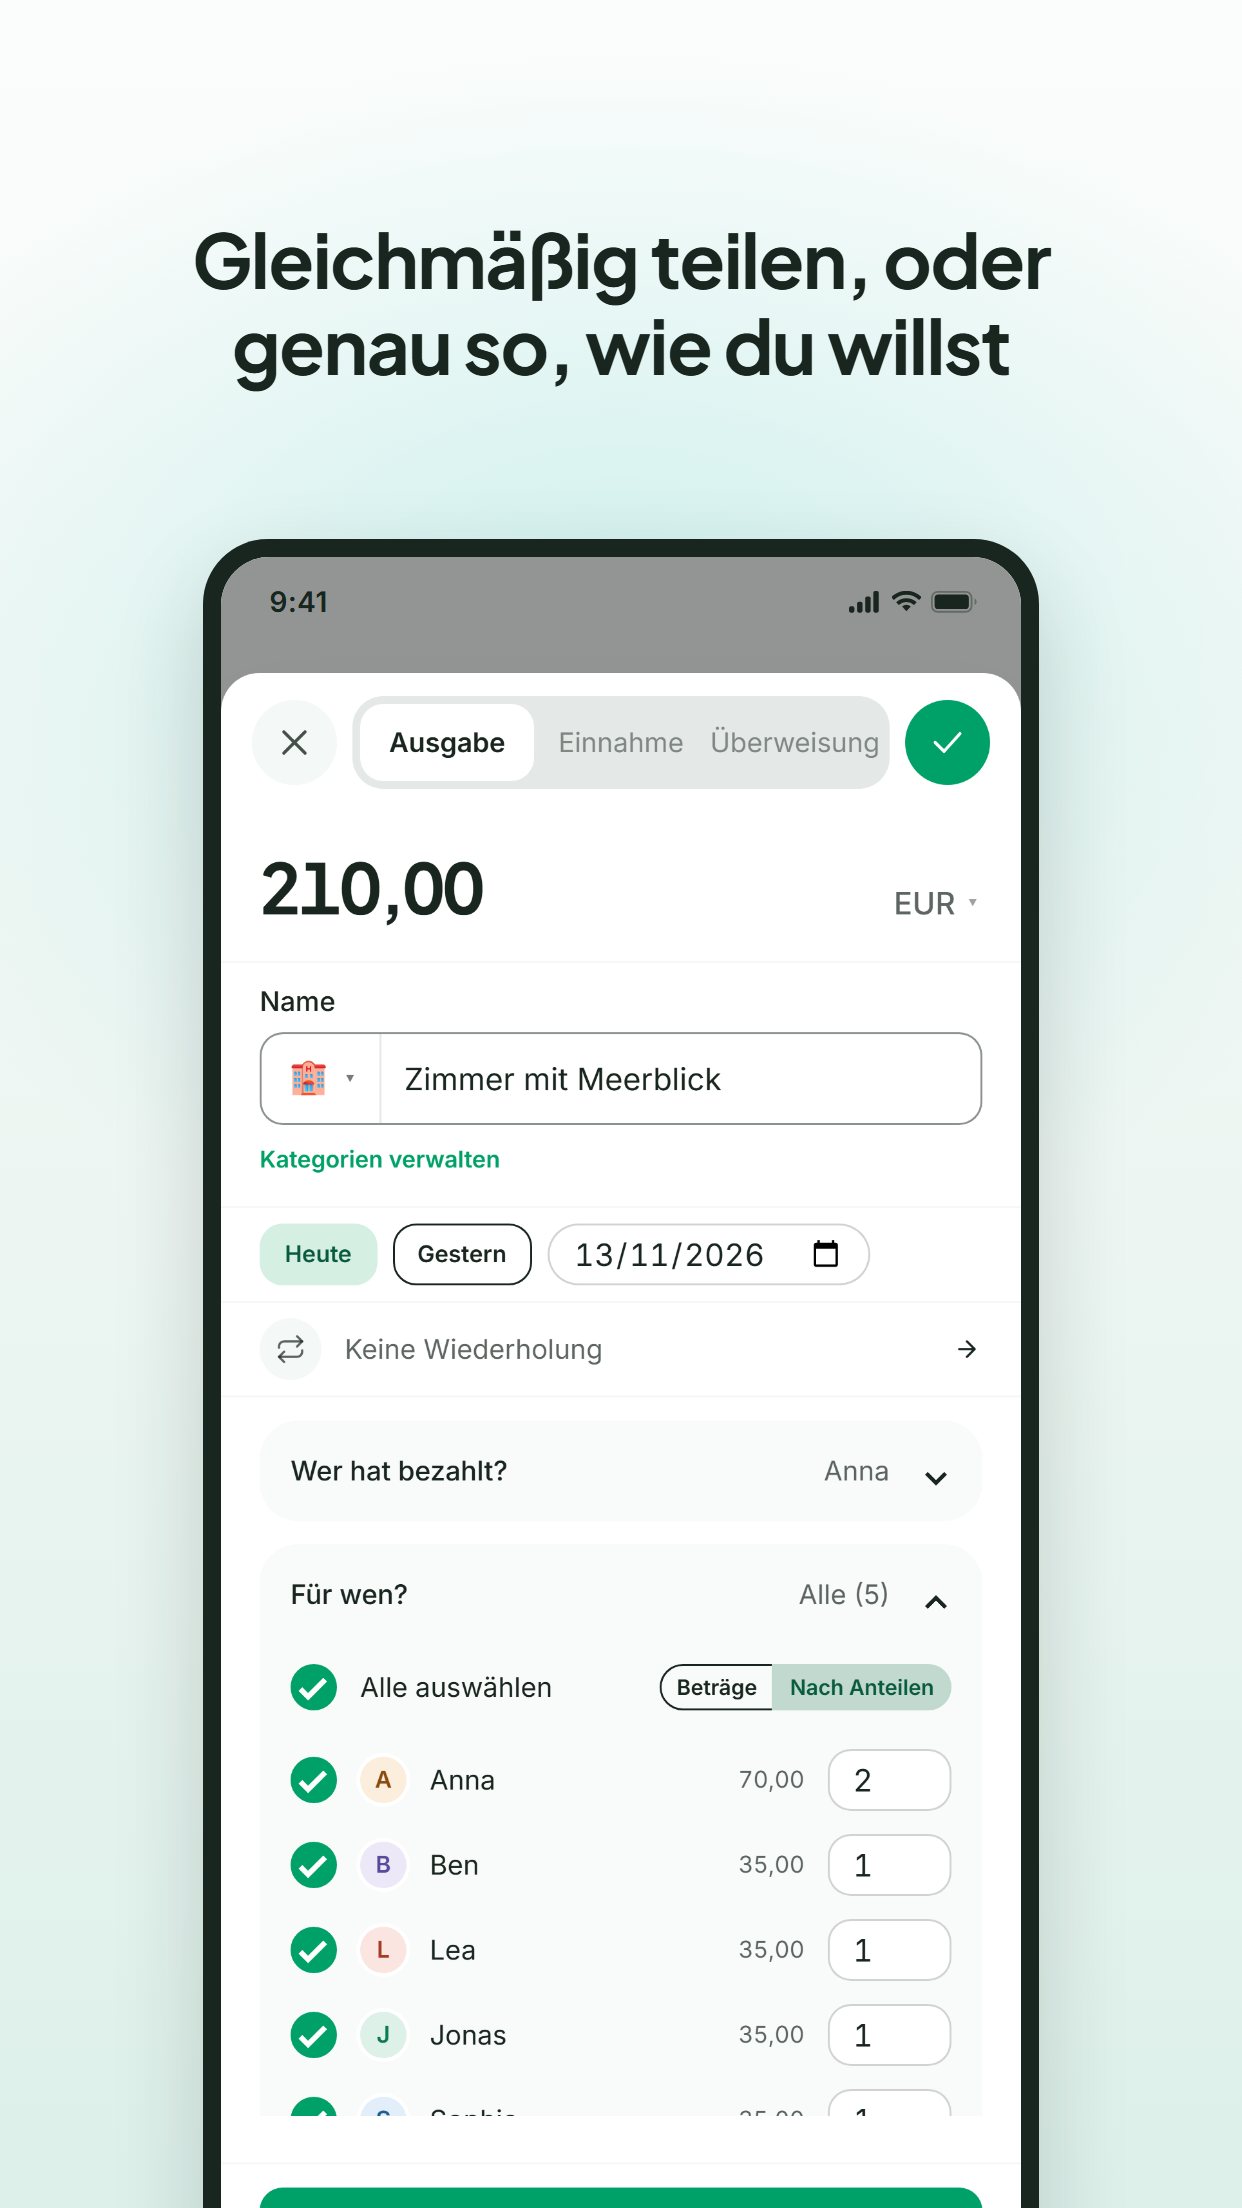 Gleichmäßig teilen, oder
genau so, wie du willst
9:41
Ausgabe Einnahme Überweisung
210,00 EUR
Name
Zimmer mit Meerblick
Kategorien verwalten
Heute Gestern 13/11/2026
Keine Wiederholung
Wer hat bezahlt? Anna
Für wen? Alle (5)
Alle auswählen Beträge Nach Anteilen
A Anna 70,00 2
B Ben 35,00 1
L Lea 35,00 1
J Jonas 35,00 1